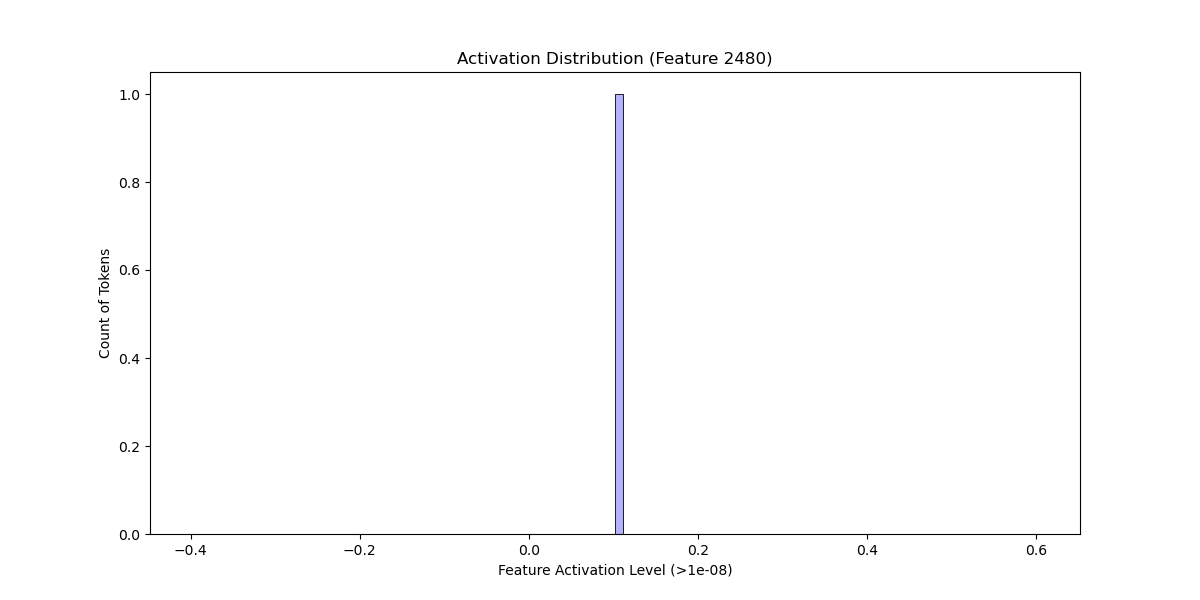 Activation Distribution (Feature 2480)
1.0
0.8
0.6
0.4
0.2
0.0
Count of Tokens
−0.4 −0.2 0.0 0.2 0.4 0.6
Feature Activation Level (>1e-08)